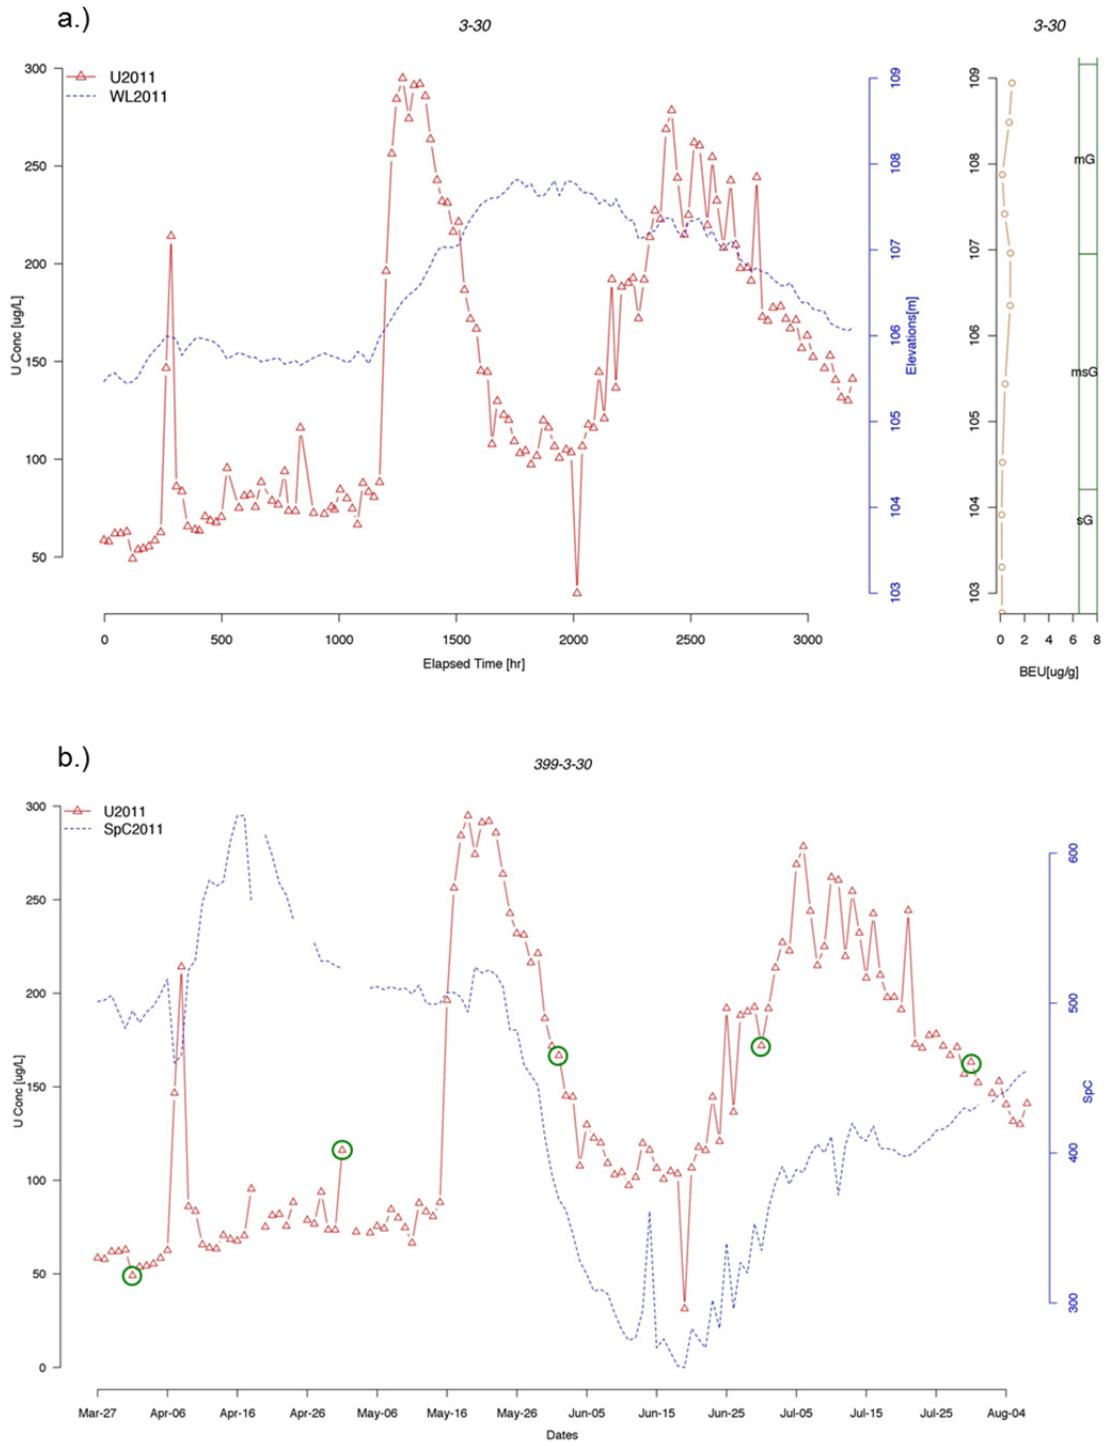 a.)
3-30
3-30
U2011
WL2011
300
250
200
150
100
50
U Conc [ug/L]
109
108
107
106
105
104
103
Elevations[m]
0 500 1000 1500 2000 2500 3000
Elapsed Time [hr]
109
108
107
106
105
104
103
mG
msG
sG
0 2 4 6 8
BEU[ug/g]
b.)
399-3-30
U2011
SpC2011
300
250
200
150
100
50
0
U Conc [ug/L]
600
500
400
300
SpC
Mar-27 Apr-06 Apr-16 Apr-26 May-06 May-16 May-26 Jun-05 Jun-15 Jun-25 Jul-05 Jul-15 Jul-25 Aug-04
Dates